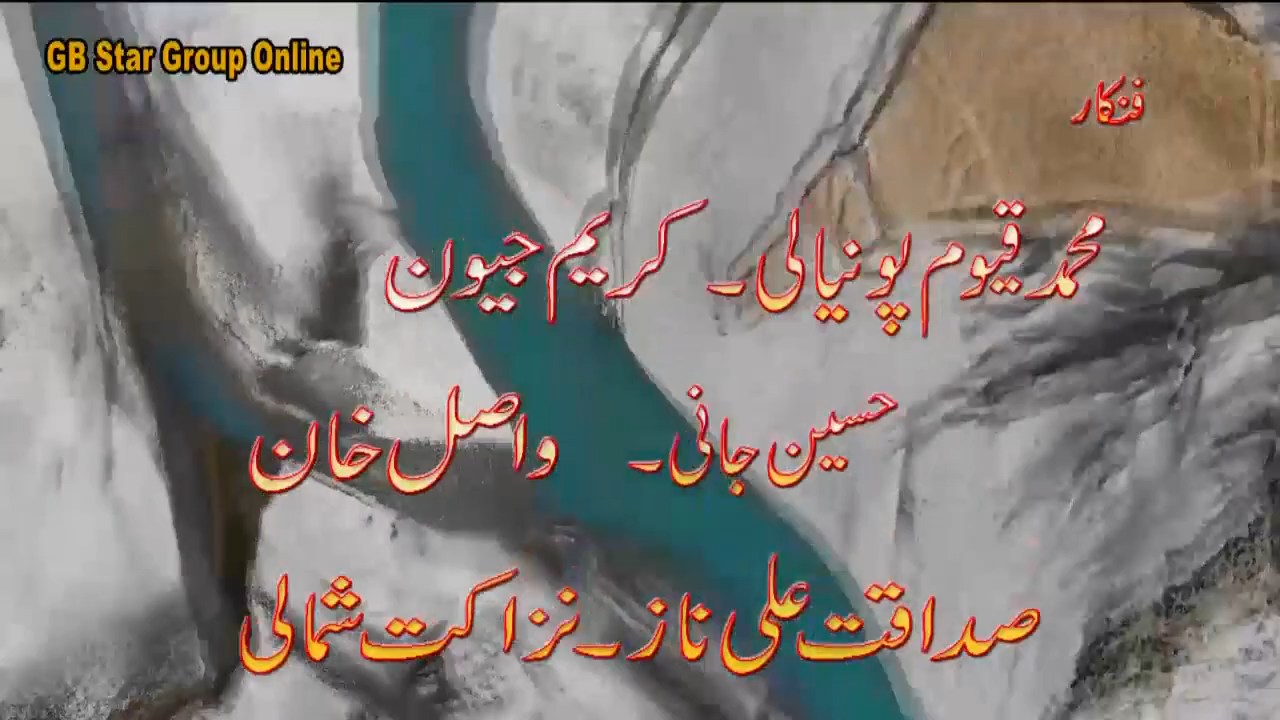 GB Star Group Online
فنکار
محمد قیوم پونیالی ۔ کریم جیون
حسین جانی ۔ واصل خان
صداقت علی ناز ۔ نزاکت شمالی